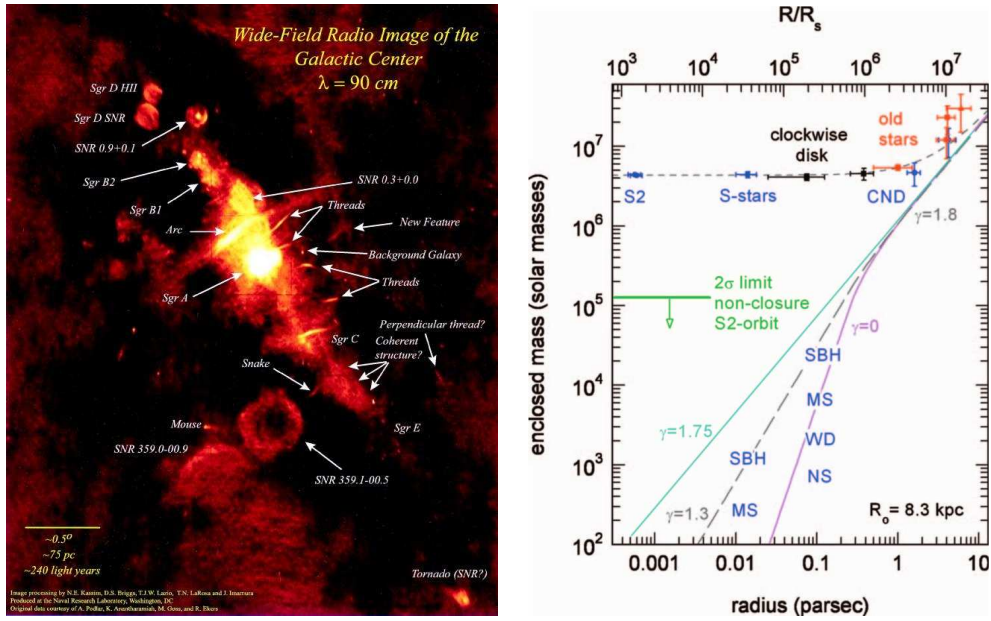 Wide-Field Radio Image of the
Galactic Center
λ = 90 cm
Sgr D HII
Sgr D SNR
SNR 0.9+0.1
Sgr B2
Sgr B1
SNR 0.3+0.0
Threads
New Feature
Arc
Background Galaxy
Threads
Sgr A
Perpendicular thread?
Sgr C
Coherent
structure?
Snake
Mouse
Sgr E
SNR 359.0-00.9
SNR 359.1-00.5
~0.5°
~75 pc
~240 light years
Tornado (SNR?)
Image processing by N.E. Kassim, D.S. Briggs, T.J.W. Lazio, T.N. LaRosa and J. Imamura
Produced at the Naval Research Laboratory, Washington, DC
Original data courtesy of A. Pedlar, K. Anantharamiah, M. Goss, and R. Ekers
R/Rs
10³ 10⁴ 10⁵ 10⁶ 10⁷
enclosed mass (solar masses)
10⁷
10⁶
10⁵
10⁴
10³
10²
clockwise
disk
old
stars
S2
S-stars
CND
γ=1.8
2σ limit
non-closure
S2-orbit
γ=0
SBH
MS
γ=1.75
WD
SBH
NS
γ=1.3
MS
R₀ = 8.3 kpc
0.001 0.01 0.1 1 10
radius (parsec)